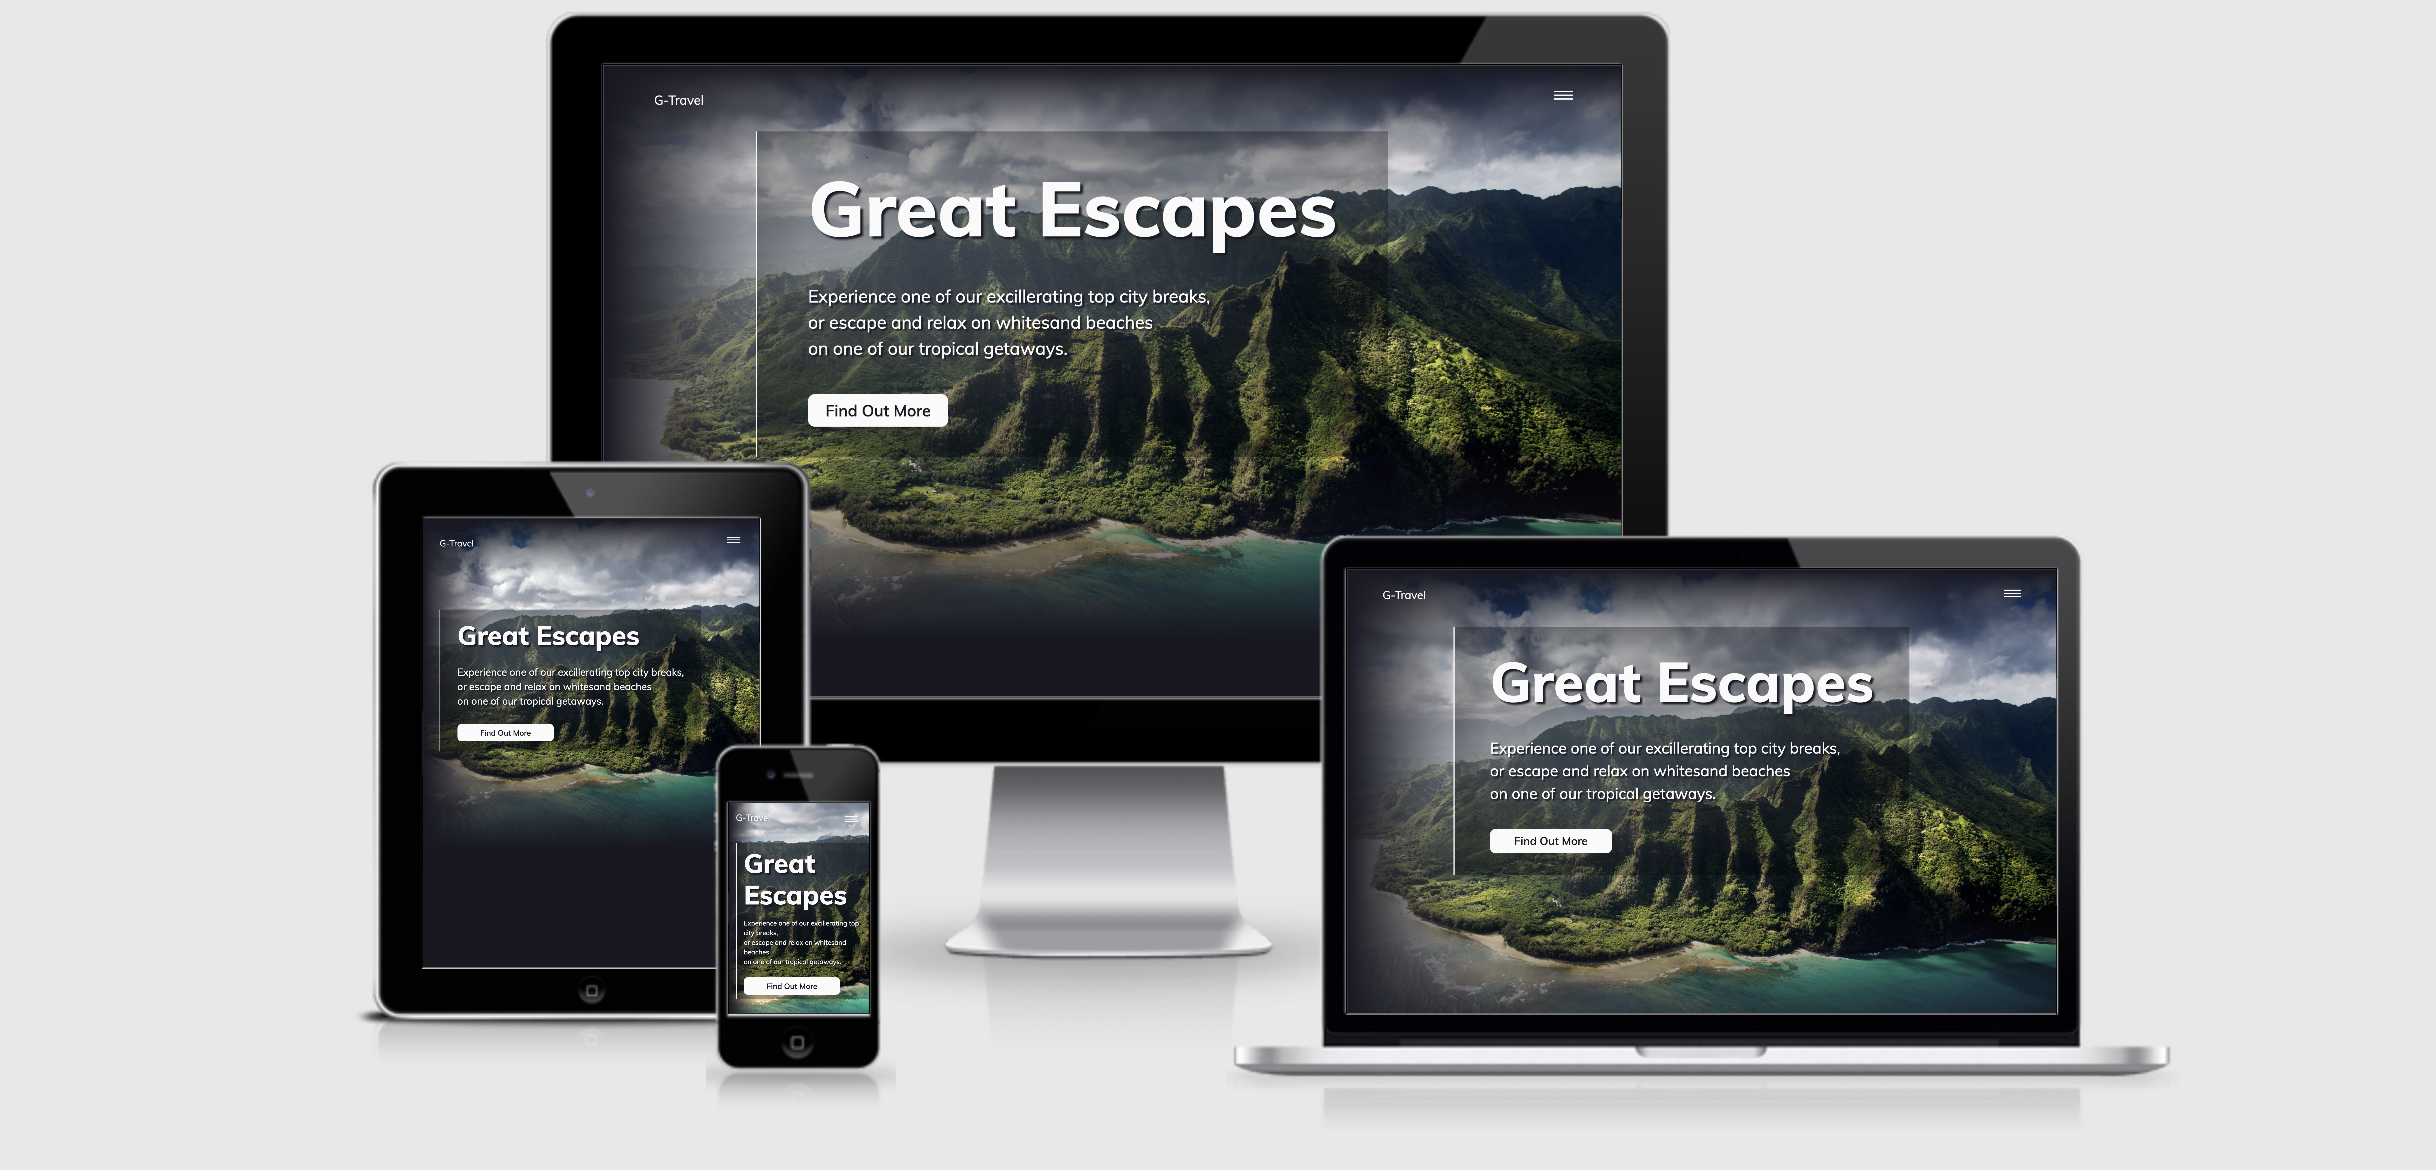 G-Travel
Great Escapes
Experience one of our excillerating top city breaks,
or escape and relax on whitesand beaches
on one of our tropical getaways.
Find Out More
G-Travel
Great Escapes
Experience one of our excillerating top city breaks,
or escape and relax on whitesand beaches
on one of our tropical getaways.
Find Out More
G-Travel
Great
Escapes
Experience one of our excillerating top
city breaks,
or escape and relax on whitesand
beaches
on one of our tropical getaways.
Find Out More
G-Travel
Great Escapes
Experience one of our excillerating top city breaks,
or escape and relax on whitesand beaches
on one of our tropical getaways.
Find Out More